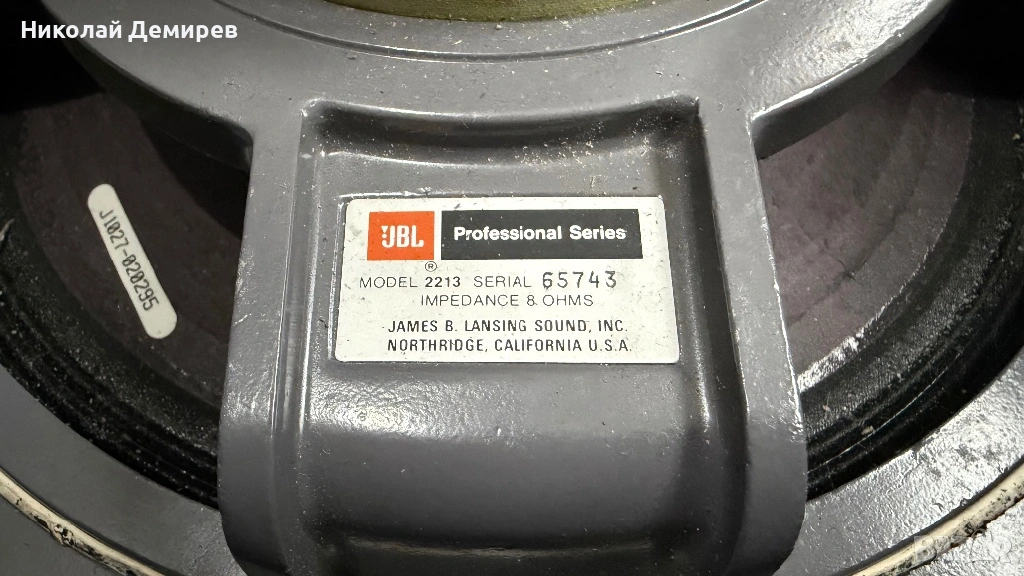 Николай Демирев
J1027-020295
JBL Professional Series
®
MODEL 2213 SERIAL 65743
IMPEDANCE 8 OHMS
JAMES B. LANSING SOUND, INC.
NORTHRIDGE, CALIFORNIA U.S.A.